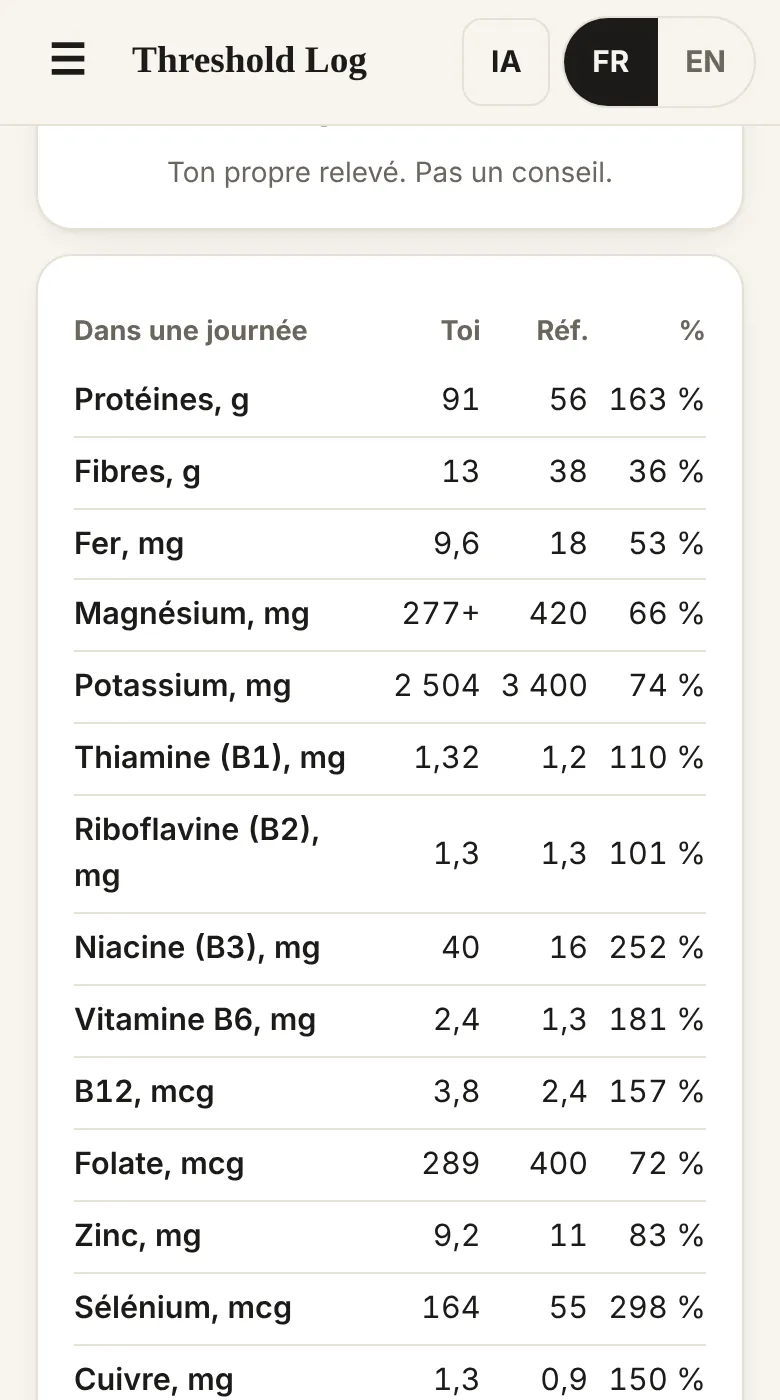 ☰ Threshold Log IA FR EN
Ton propre relevé. Pas un conseil.
Dans une journée Toi Réf. %
Protéines, g 91 56 163 %
Fibres, g 13 38 36 %
Fer, mg 9,6 18 53 %
Magnésium, mg 277+ 420 66 %
Potassium, mg 2 504 3 400 74 %
Thiamine (B1), mg 1,32 1,2 110 %
Riboflavine (B2),
mg 1,3 1,3 101 %
Niacine (B3), mg 40 16 252 %
Vitamine B6, mg 2,4 1,3 181 %
B12, mcg 3,8 2,4 157 %
Folate, mcg 289 400 72 %
Zinc, mg 9,2 11 83 %
Sélénium, mcg 164 55 298 %
Cuivre, mg 1,3 0,9 150 %